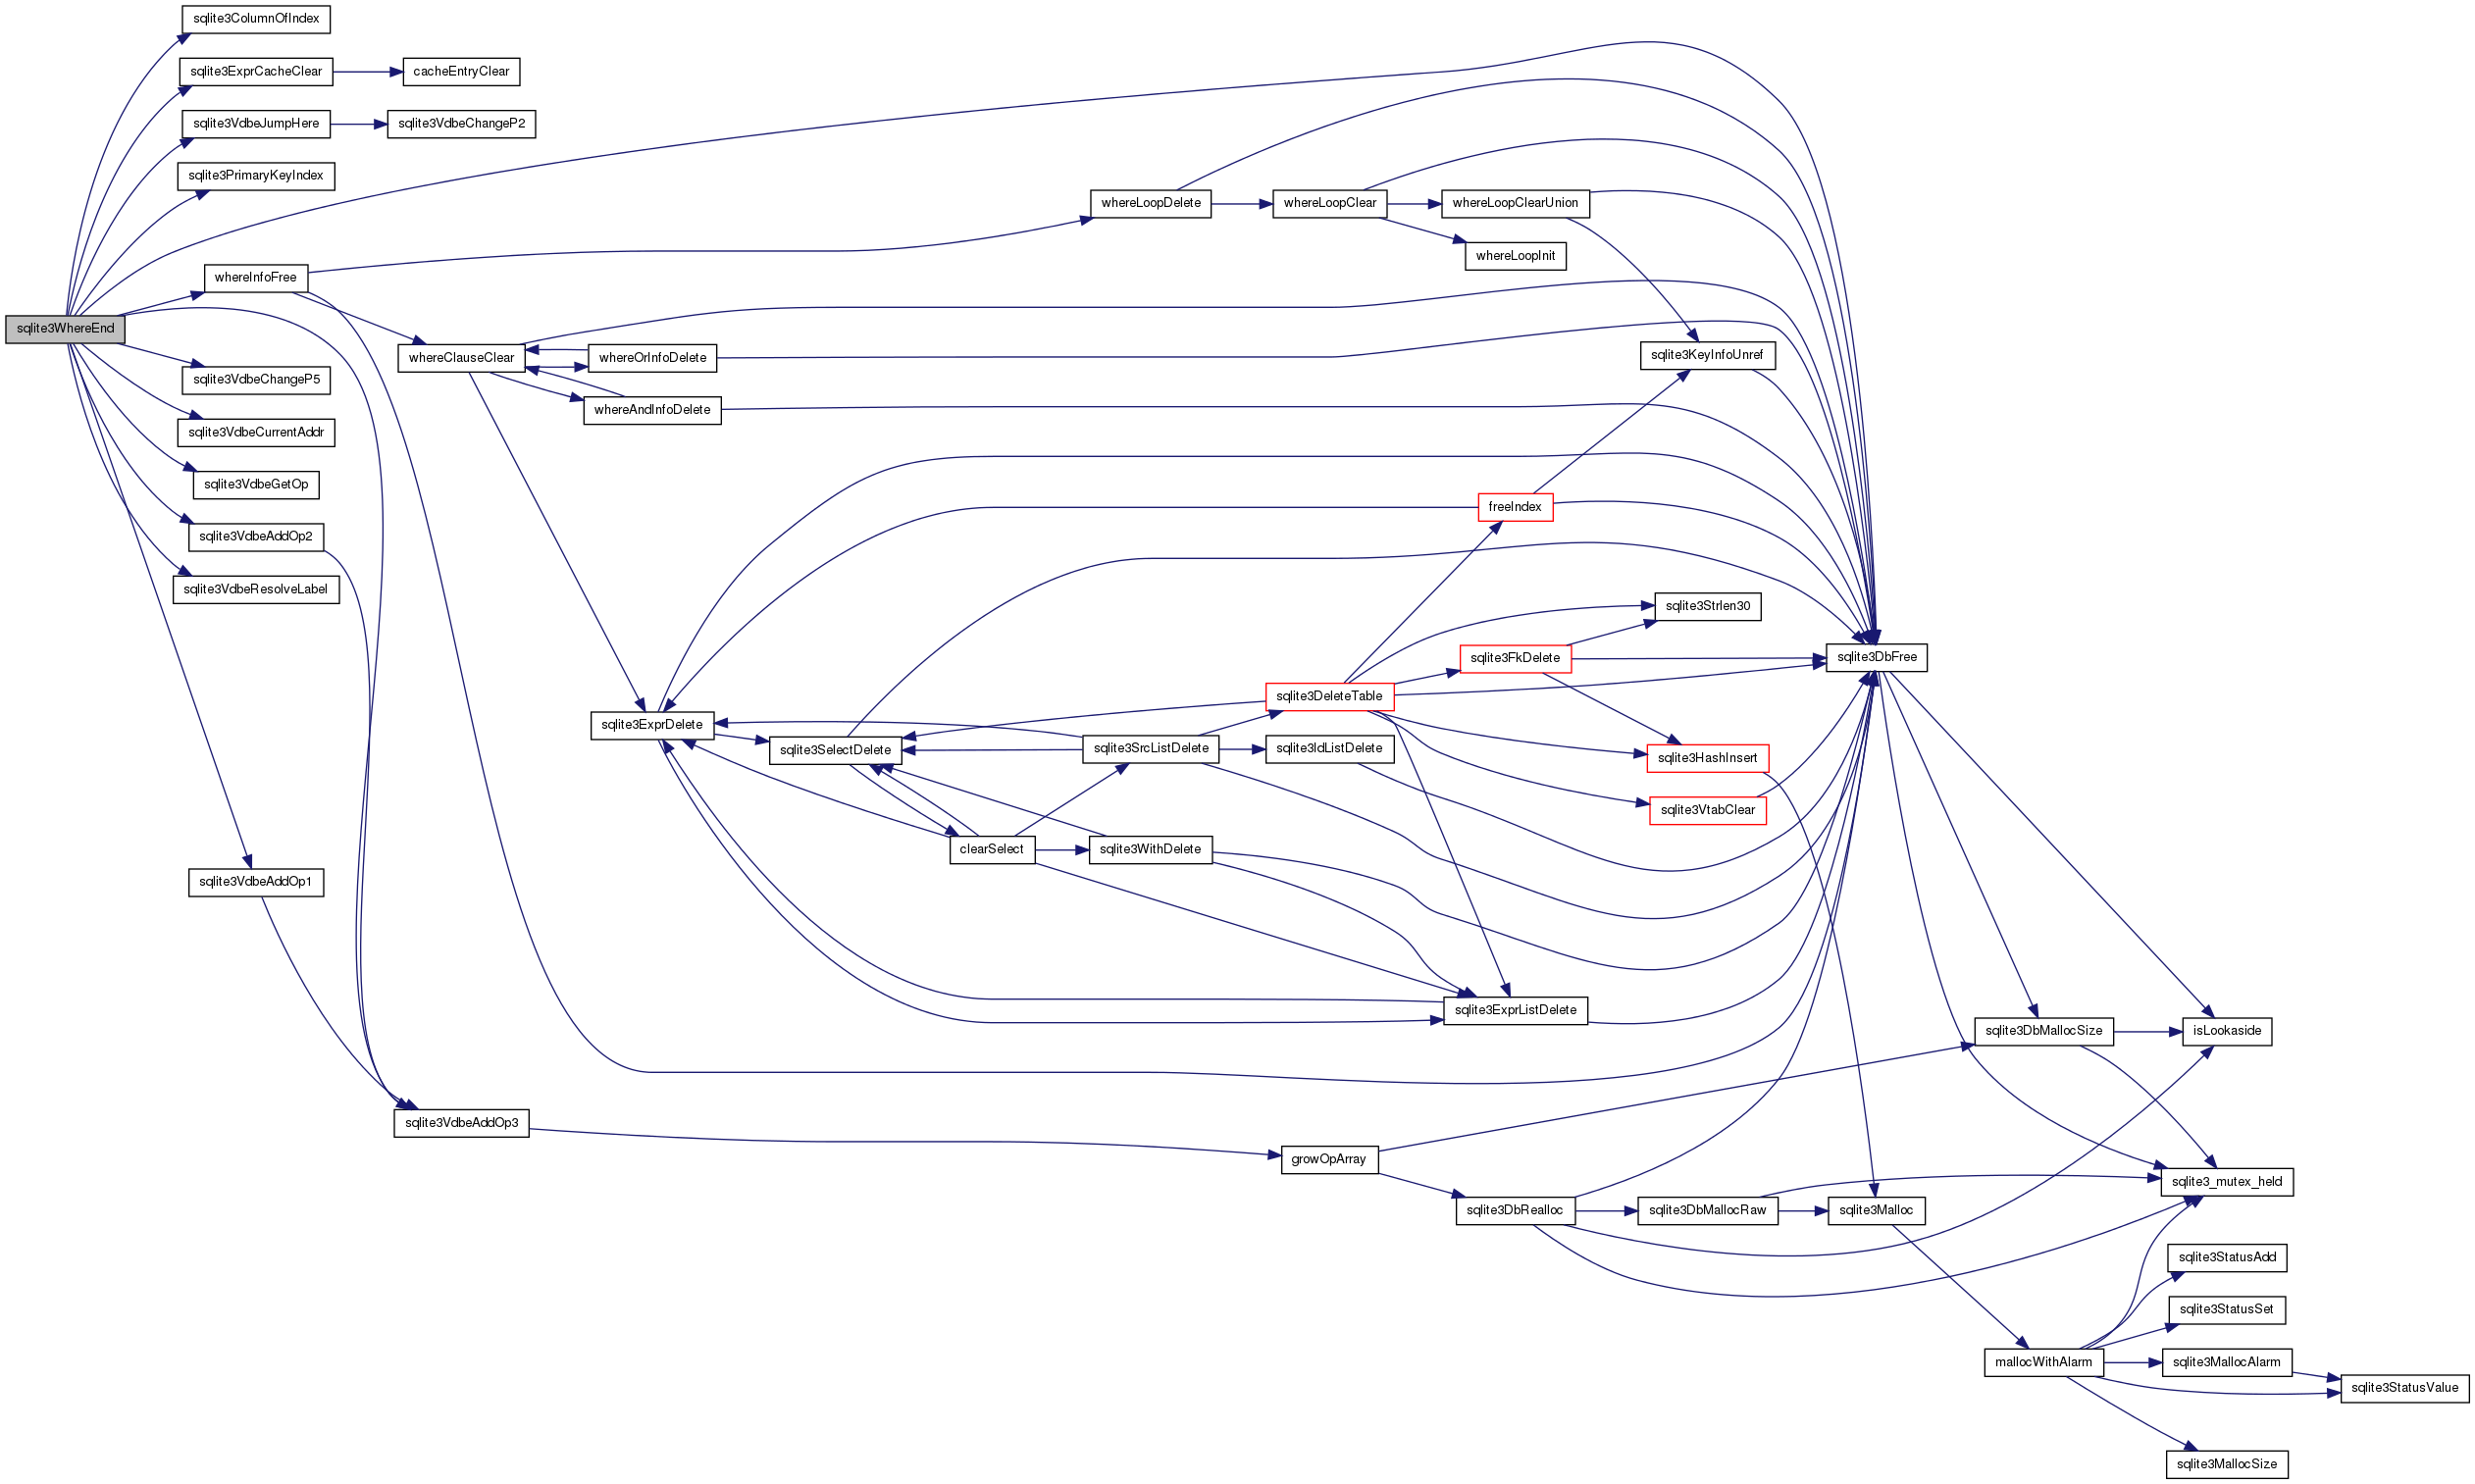 sqlite3WhereEnd
sqlite3ColumnOfIndex
sqlite3ExprCacheClear
cacheEntryClear
sqlite3VdbeJumpHere
sqlite3VdbeChangeP2
sqlite3PrimaryKeyIndex
whereInfoFree
sqlite3VdbeChangeP5
sqlite3VdbeCurrentAddr
sqlite3VdbeGetOp
sqlite3VdbeAddOp2
sqlite3VdbeResolveLabel
sqlite3VdbeAddOp1
sqlite3VdbeAddOp3
whereClauseClear
whereOrInfoDelete
whereAndInfoDelete
sqlite3ExprDelete
sqlite3SelectDelete
clearSelect
whereLoopDelete
whereLoopClear
whereLoopClearUnion
whereLoopInit
sqlite3KeyInfoUnref
freeIndex
sqlite3Strlen30
sqlite3FkDelete
sqlite3DeleteTable
sqlite3SrcListDelete
sqlite3IdListDelete
sqlite3HashInsert
sqlite3VtabClear
sqlite3WithDelete
sqlite3ExprListDelete
sqlite3DbFree
sqlite3DbMallocSize
isLookaside
growOpArray
sqlite3DbRealloc
sqlite3DbMallocRaw
sqlite3Malloc
sqlite3_mutex_held
mallocWithAlarm
sqlite3StatusAdd
sqlite3StatusSet
sqlite3MallocAlarm
sqlite3StatusValue
sqlite3MallocSize